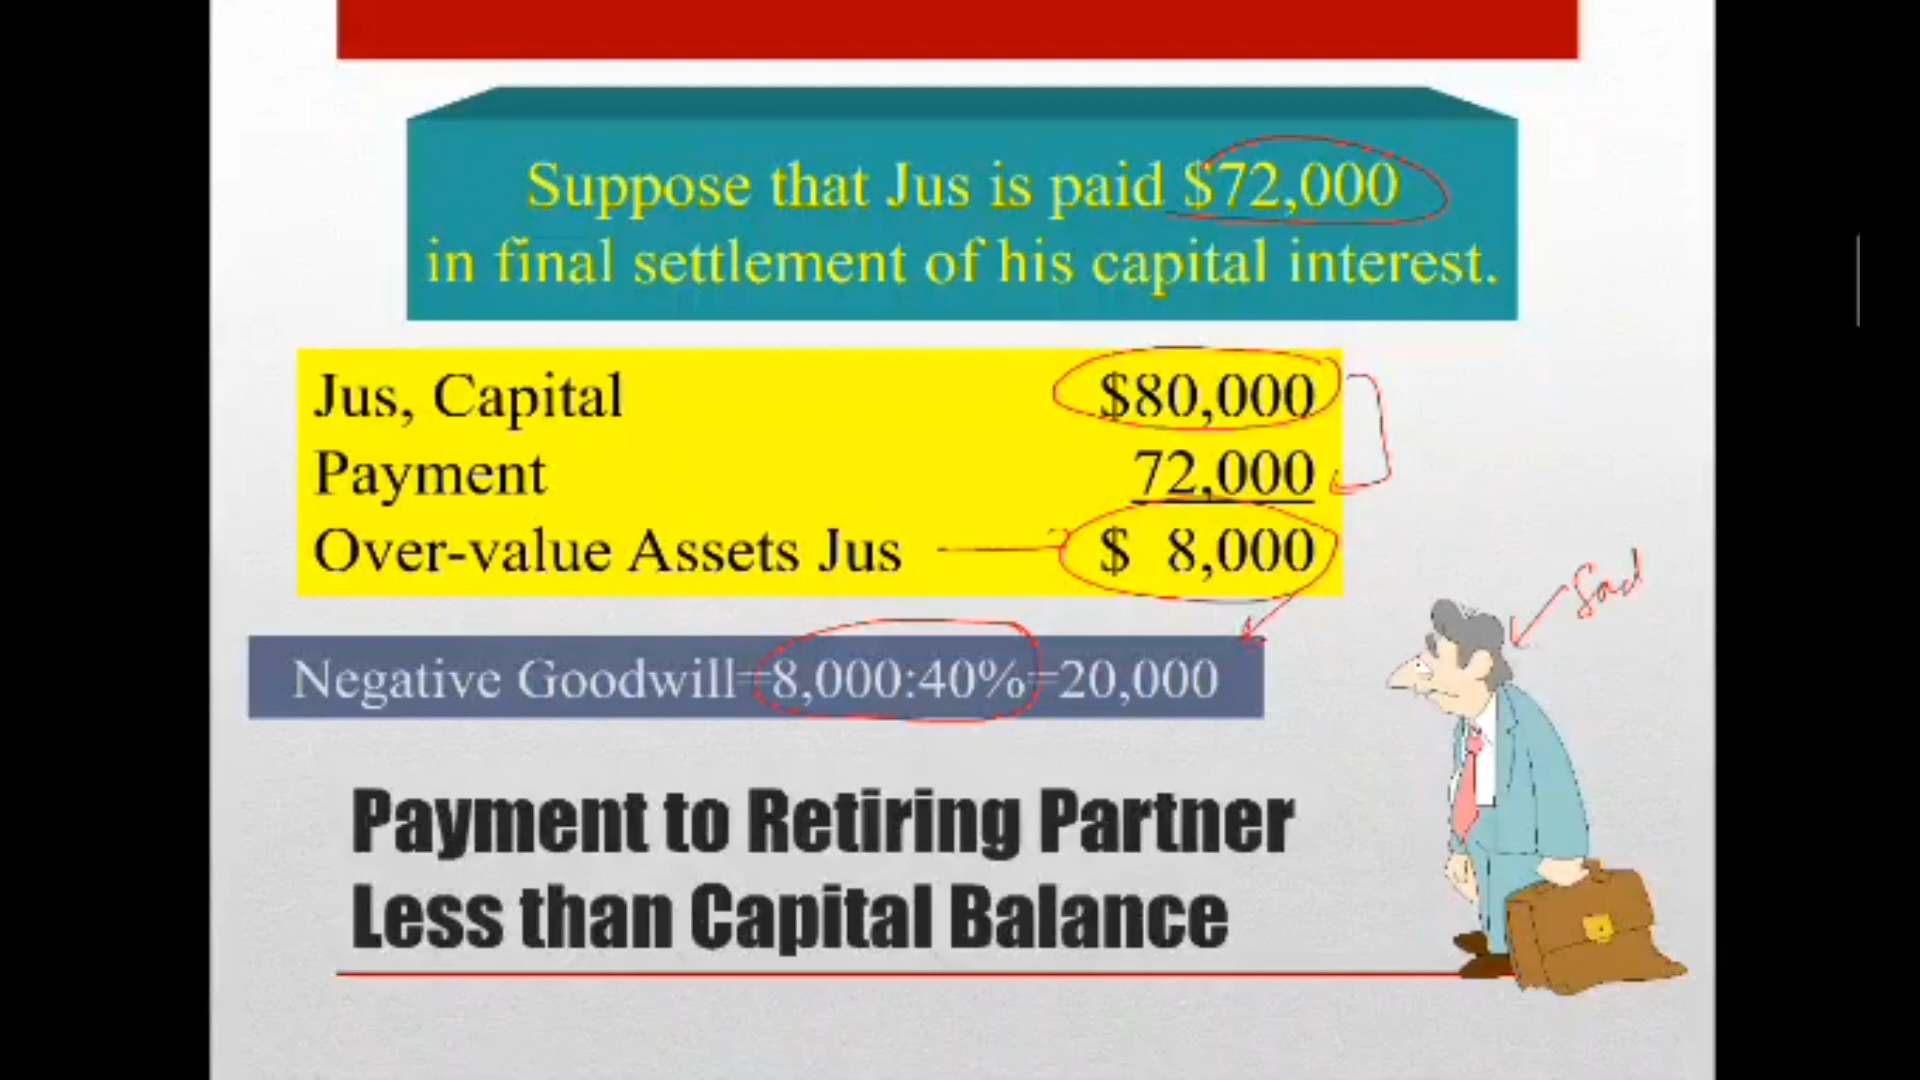 Suppose that Jus is paid $72,000
in final settlement of his capital interest.
Jus, Capital $80,000
Payment 72,000
Over-value Assets Jus $ 8,000
Sad
Negative Goodwill=8,000:40%=20,000
Payment to Retiring Partner
Less than Capital Balance